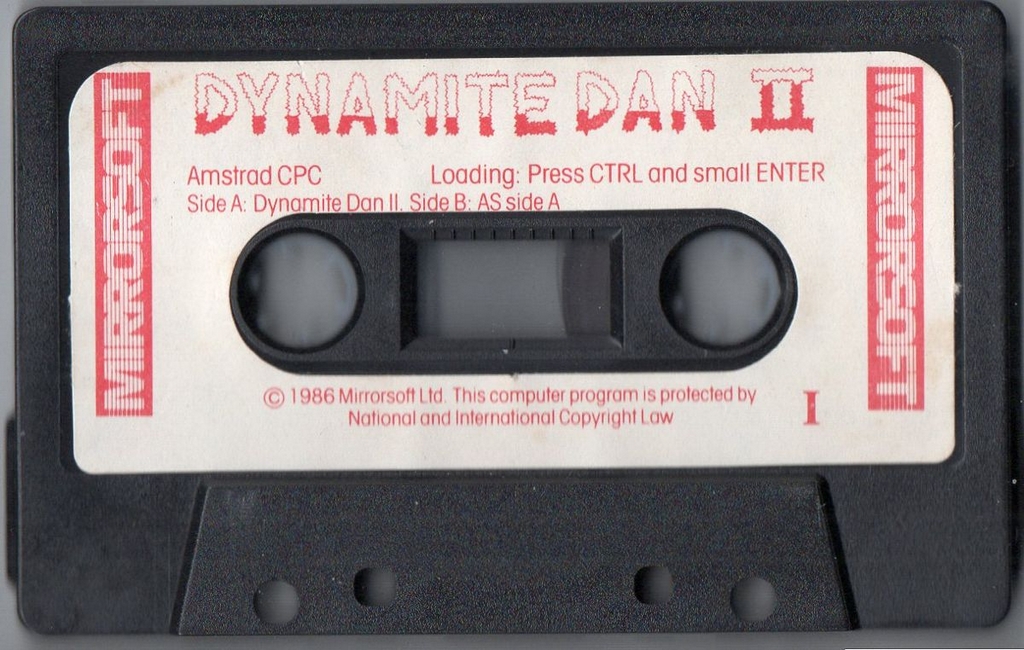 DYNAMITE DAN II
MIRRORSOFT
MIRRORSOFT
Amstrad CPC Loading: Press CTRL and small ENTER
Side A: Dynamite Dan II. Side B: AS side A
© 1986 Mirrorsoft Ltd. This computer program is protected by
National and International Copyright Law
I